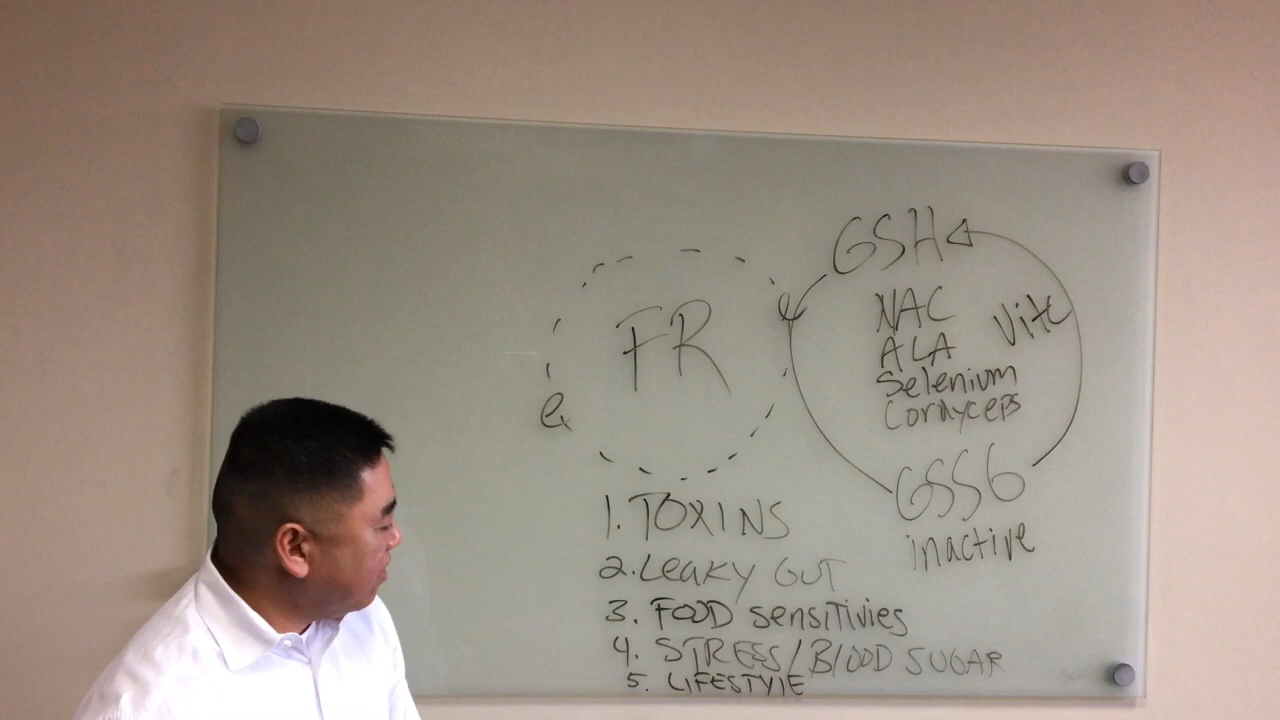 GSH
FR
e
e
NAC
Vitc
ALA
Selenium
Cordyceps
GSSG
inactive
1. TOXINS
2. Leaky GUT
3. FOOD sensitivies
4. STRESS/BLOOD SUGAR
5. LIFESTYlE